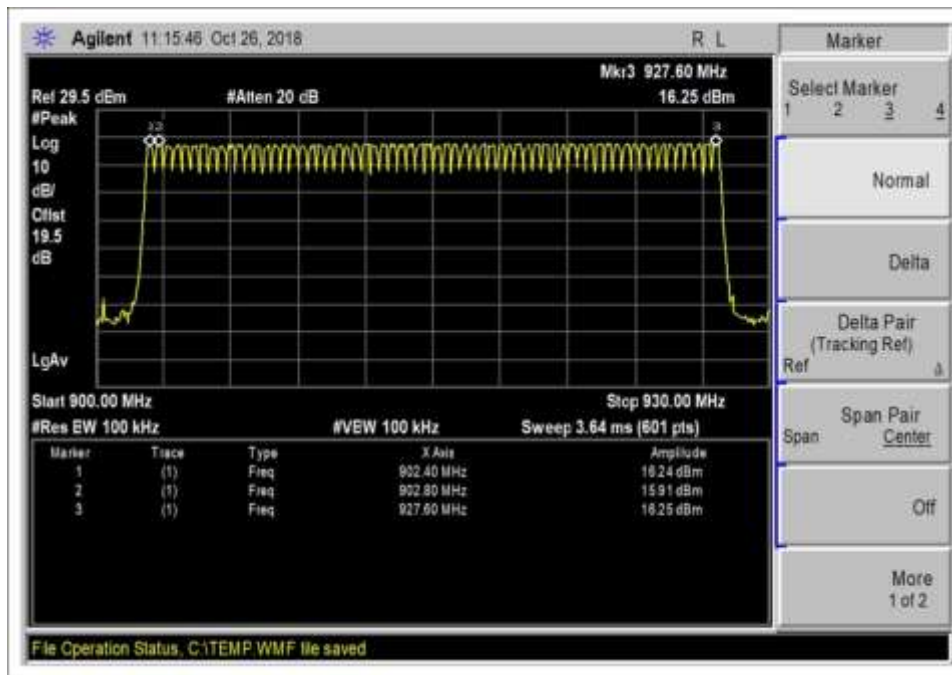 Agilent 11:15:46 Oct 26, 2018 R L
Mkr3 927.60 MHz
Ref 29.5 dBm #Atten 20 dB 16.25 dBm
#Peak
Log
10
dB/
Offst
19.5
dB
LgAv
Start 900.00 MHz Stop 930.00 MHz
#Res BW 100 kHz #VBW 100 kHz Sweep 3.64 ms (601 pts)
Marker Trace Type X Axis Amplitude
1 (1) Freq 902.40 MHz 16.24 dBm
2 (1) Freq 902.80 MHz 15.91 dBm
3 (1) Freq 927.60 MHz 16.25 dBm
File Operation Status, C:\TEMP.WMF file saved
Marker
Select Marker
1 2 3 4
Normal
Delta
Delta Pair
(Tracking Ref)
Ref Δ
Span Pair
Span Center
Off
More
1 of 2